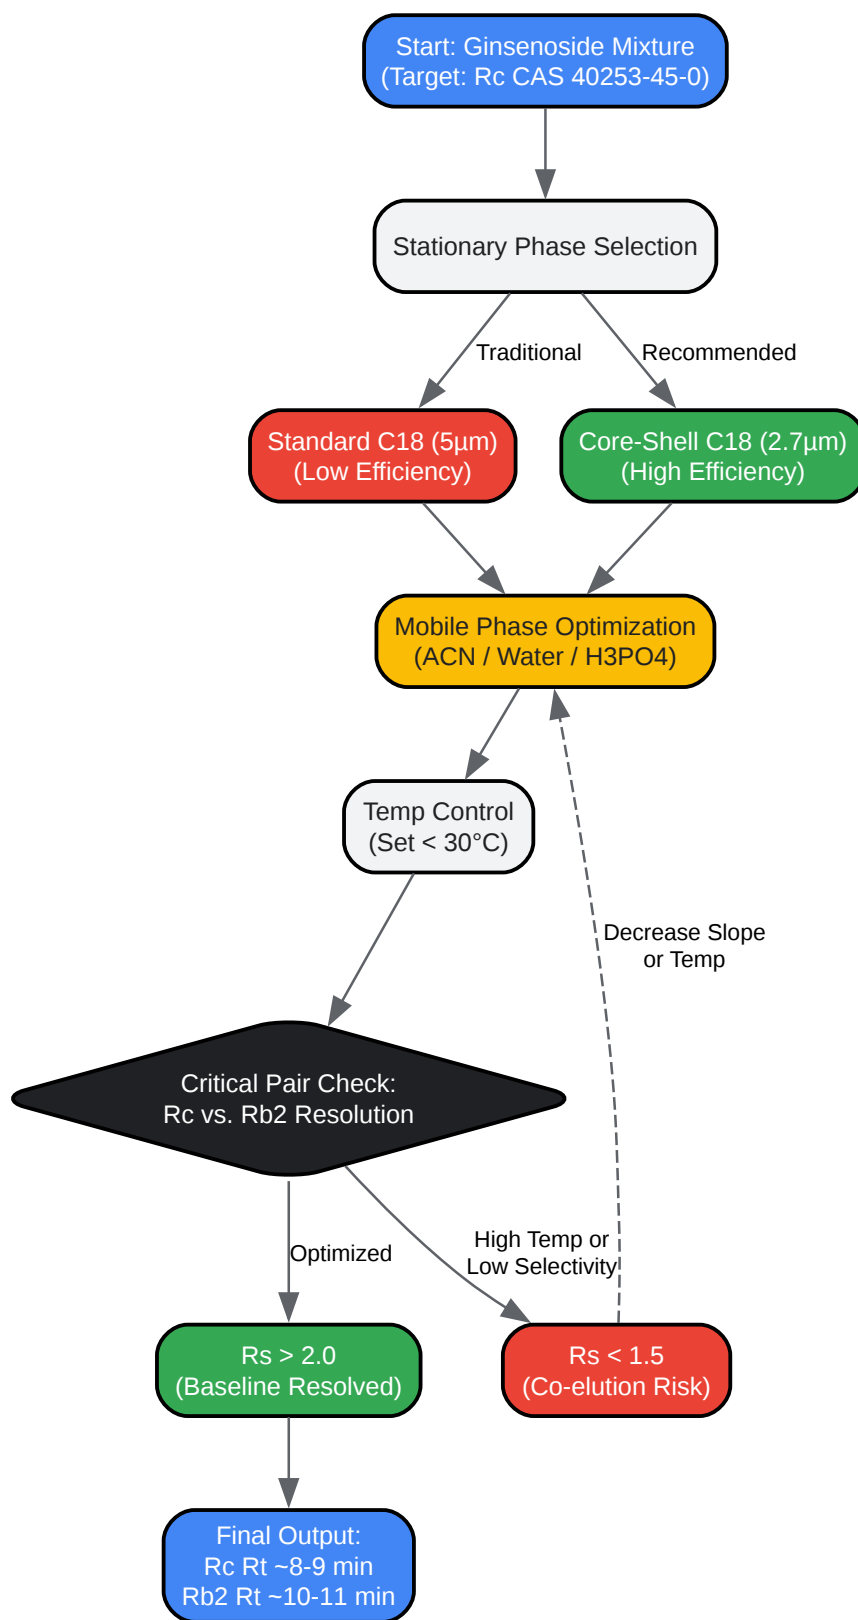 Start: Ginsenoside Mixture
(Target: Rc CAS 40253-45-0)
Stationary Phase Selection
Traditional
Recommended
Standard C18 (5µm)
(Low Efficiency)
Core-Shell C18 (2.7µm)
(High Efficiency)
Mobile Phase Optimization
(ACN / Water / H3PO4)
Temp Control
(Set < 30°C)
Decrease Slope
or Temp
Critical Pair Check:
Rc vs. Rb2 Resolution
Optimized
High Temp or
Low Selectivity
Rs > 2.0
(Baseline Resolved)
Rs < 1.5
(Co-elution Risk)
Final Output:
Rc Rt ~8-9 min
Rb2 Rt ~10-11 min